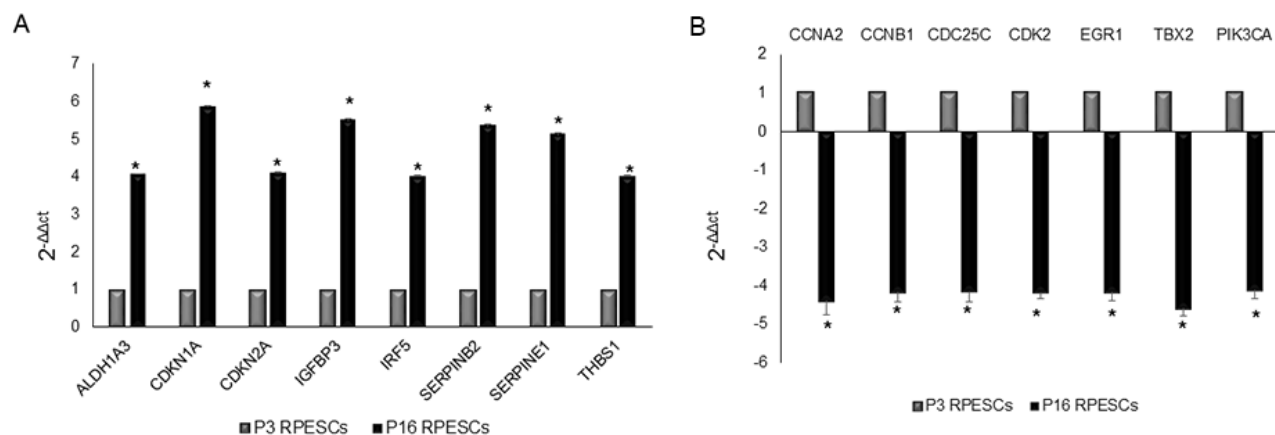 A
7
6
5
4
3
2
1
0
2-ΔΔct
* * * * * * * *
ALDH1A3 CDKN1A CDKN2A IGFBP3 IRF5 SERPINB2 SERPINE1 THBS1
P3 RPESCs P16 RPESCs
B
CCNA2 CCNB1 CDC25C CDK2 EGR1 TBX2 PIK3CA
2
1
0
-1
-2
-3
-4
-5
-6
2-ΔΔct
* * * * * * *
P3 RPESCs P16 RPESCs